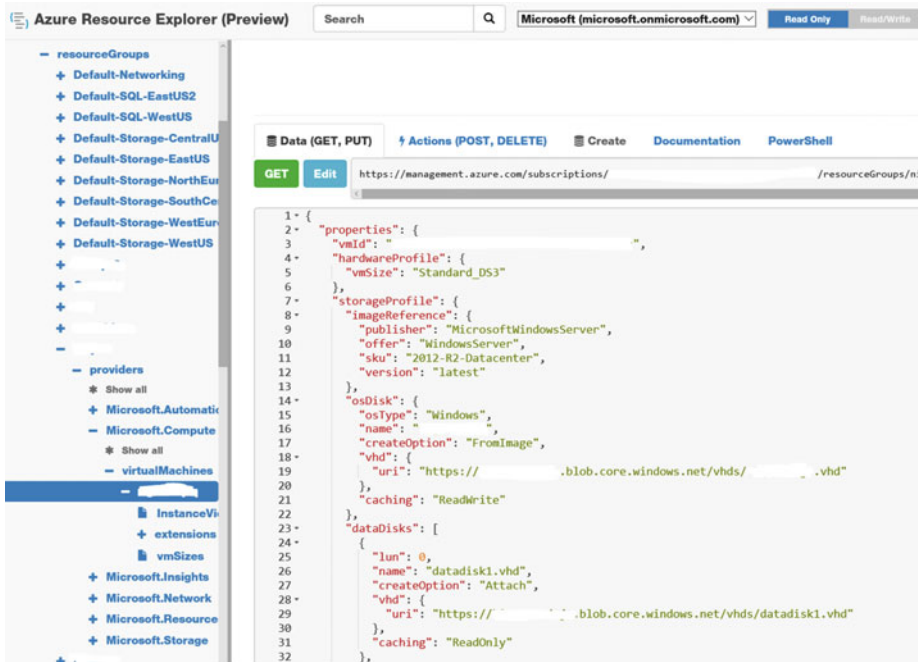 Azure Resource Explorer (Preview)
Search
Microsoft (microsoft.onmicrosoft.com)
Read Only
Read/Write
resourceGroups
Default-Networking
Default-SQL-EastUS2
Default-SQL-WestUS
Default-Storage-CentralU
Default-Storage-EastUS
Default-Storage-NorthEur
Default-Storage-SouthCe
Default-Storage-WestEur
Default-Storage-WestUS
providers
Show all
Microsoft.Automatic
Microsoft.Compute
Show all
virtualMachines
InstanceVi
extensions
vmSizes
Microsoft.Insights
Microsoft.Network
Microsoft.Resource
Microsoft.Storage
Data (GET, PUT)
Actions (POST, DELETE)
Create
Documentation
PowerShell
GET
Edit
https://management.azure.com/subscriptions/ /resourceGroups/ni
1 {
2 "properties": {
3 "vmId": " ",
4 "hardwareProfile": {
5 "vmSize": "Standard_DS3"
6 },
7 "storageProfile": {
8 "imageReference": {
9 "publisher": "MicrosoftWindowsServer",
10 "offer": "WindowsServer",
11 "sku": "2012-R2-Datacenter",
12 "version": "latest"
13 },
14 "osDisk": {
15 "osType": "Windows",
16 "name": " ",
17 "createOption": "FromImage",
18 "vhd": {
19 "uri": "https:// .blob.core.windows.net/vhds/ .vhd"
20 },
21 "caching": "ReadWrite"
22 },
23 "dataDisks": [
24 {
25 "lun": 0,
26 "name": "datadisk1.vhd",
27 "createOption": "Attach",
28 "vhd": {
29 "uri": "https:// .blob.core.windows.net/vhds/datadisk1.vhd"
30 },
31 "caching": "ReadOnly"
32 },